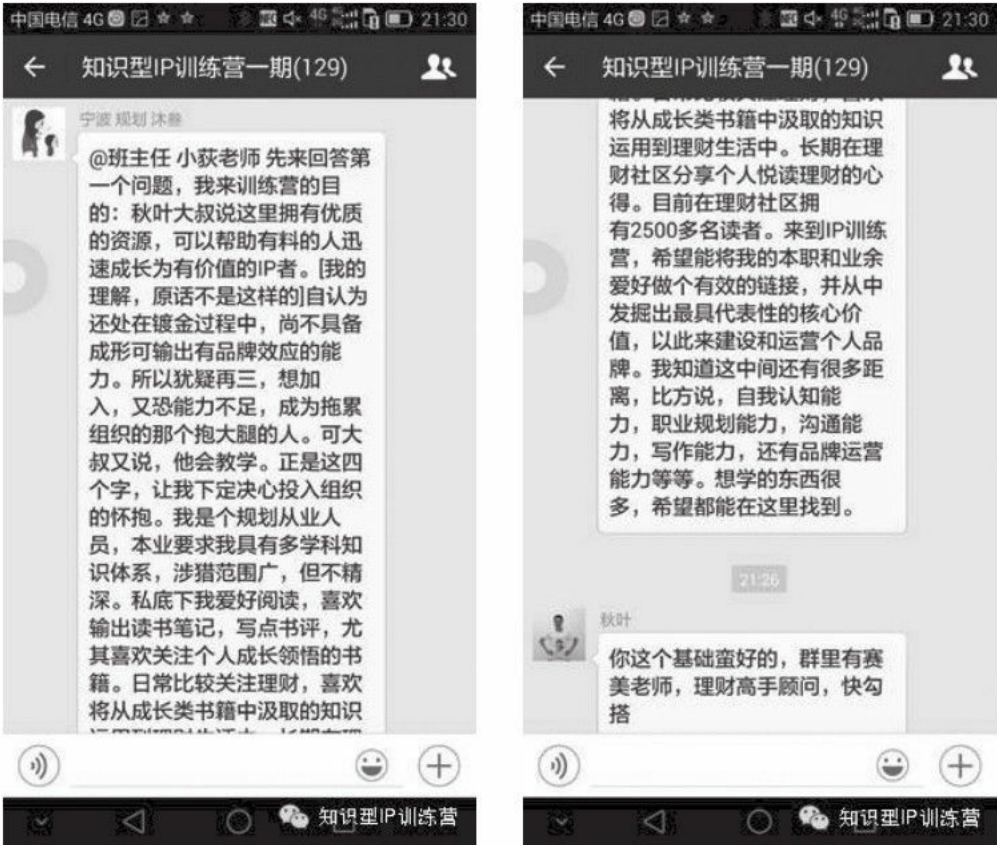 中国电信 4G
4G
21:30
知识型IP训练营一期(129)
宁波 规划 沐叁
@班主任 小荻老师 先来回答第
一个问题，我来训练营的目
的：秋叶大叔说这里拥有优质
的资源，可以帮助有料的人迅
速成长为有价值的IP者。[我的
理解，原话不是这样的]自认为
还处在镀金过程中，尚不具备
成形可输出有品牌效应的能
力。所以犹疑再三，想加
入，又恐能力不足，成为拖累
组织的那个抱大腿的人。可大
叔又说，他会教学。正是这四
个字，让我下定决心投入组织
的怀抱。我是个规划从业人
员，本业要求我具有多学科知
识体系，涉猎范围广，但不精
深。私底下我爱好阅读，喜欢
输出读书笔记，写点书评，尤
其喜欢关注个人成长领悟的书
籍。日常比较关注理财，喜欢
将从成长类书籍中汲取的知识
知识型IP训练营
中国电信 4G
4G
21:30
知识型IP训练营一期(129)
将从成长类书籍中汲取的知识
运用到理财生活中。长期在理
财社区分享个人悦读理财的心
得。目前在理财社区拥
有2500多名读者。来到IP训练
营，希望能将我的本职和业余
爱好做个有效的链接，并从中
发掘出最具代表性的核心价
值，以此来建设和运营个人品
牌。我知道这中间还有很多距
离，比方说，自我认知能
力，职业规划能力，沟通能
力，写作能力，还有品牌运营
能力等等。想学的东西很
多，希望都能在这里找到。
21:26
秋叶
你这个基础蛮好的，群里有赛
美老师，理财高手顾问，快勾
搭
知识型IP训练营